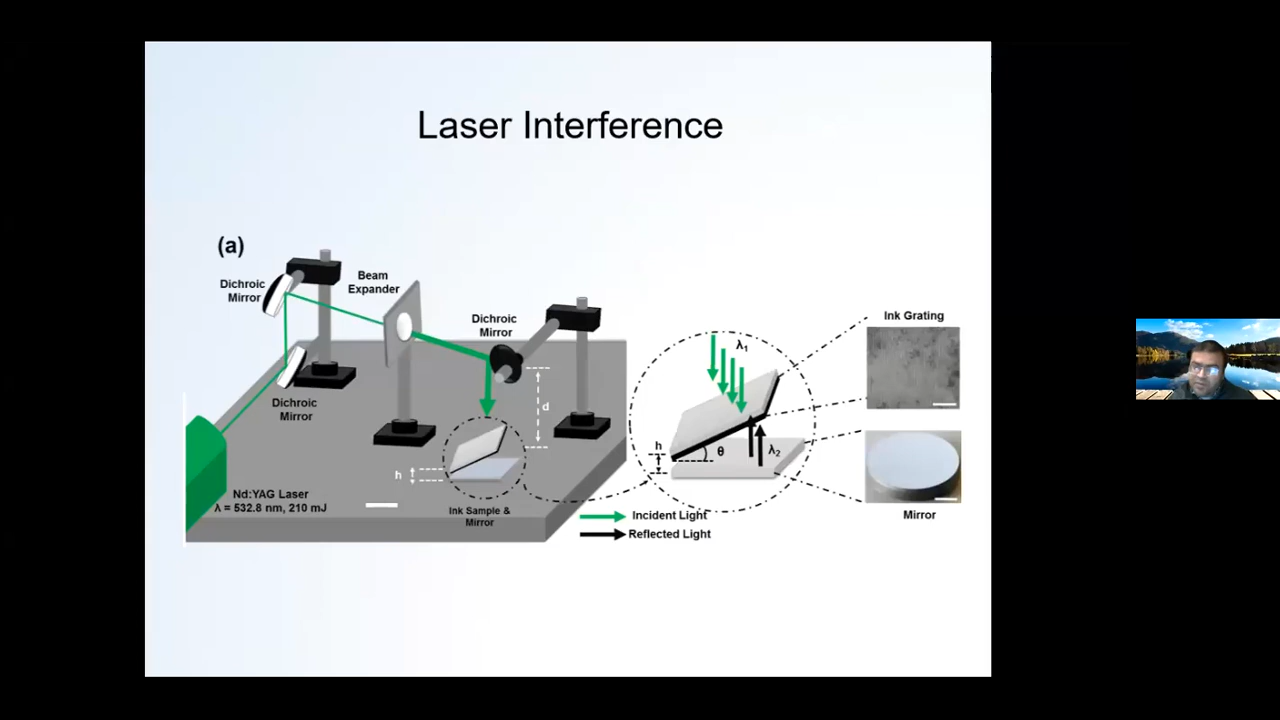 Laser Interference
(a)
Dichroic
Mirror
Beam
Expander
Dichroic
Mirror
Dichroic
Mirror
d
h
Nd:YAG Laser
λ = 532.8 nm, 210 mJ
Ink Sample &
Mirror
λ₁
h
θ
λ₂
Incident Light
Reflected Light
Ink Grating
Mirror